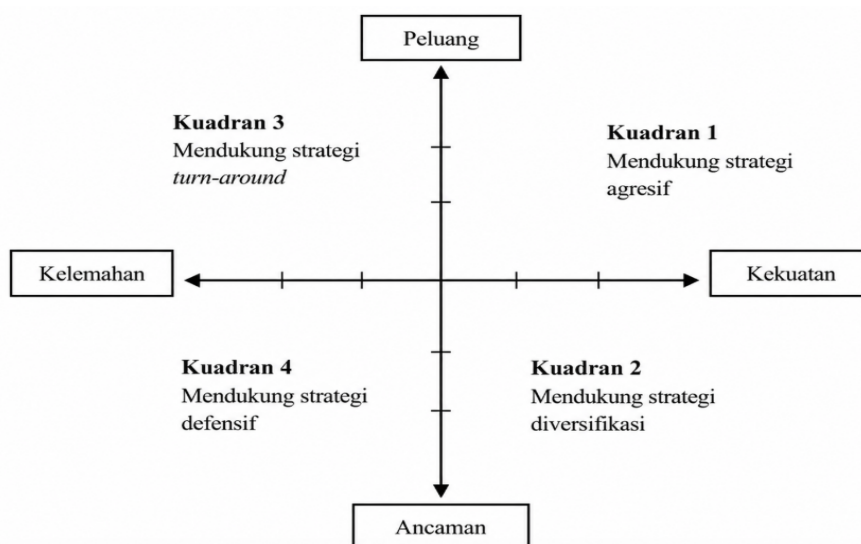 Peluang
Kuadran 3
Mendukung strategi
turn-around
Kuadran 1
Mendukung strategi
agresif
Kelemahan
Kekuatan
Kuadran 4
Mendukung strategi
defensif
Kuadran 2
Mendukung strategi
diversifikasi
Ancaman